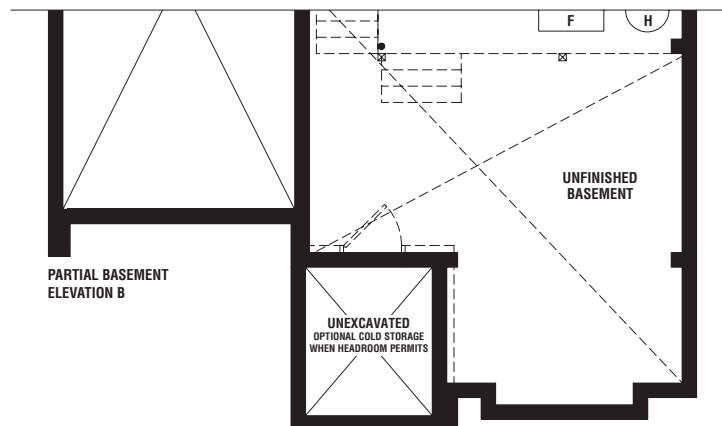 F H
UNFINISHED
BASEMENT
PARTIAL BASEMENT
ELEVATION B
UNEXCAVATED
OPTIONAL COLD STORAGE
WHEN HEADROOM PERMITS